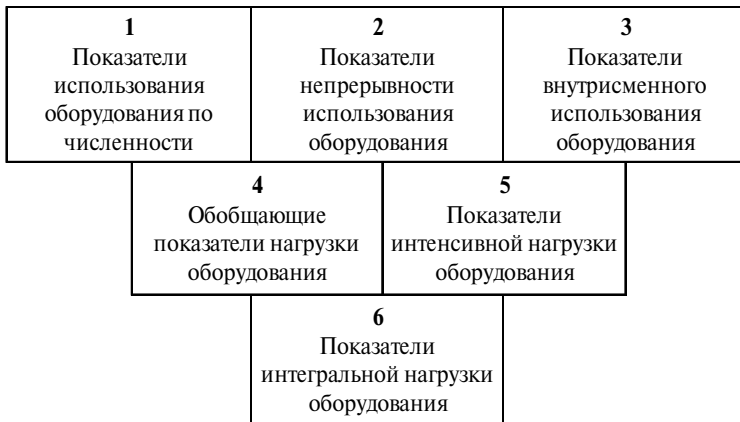 1
Показатели
использования
оборудования по
численности
2
Показатели
непрерывности
использования
оборудования
3
Показатели
внутрисменного
использования
оборудования
4
Обобщающие
показатели нагрузки
оборудования
5
Показатели
интенсивной нагрузки
оборудования
6
Показатели
интегральной нагрузки
оборудования